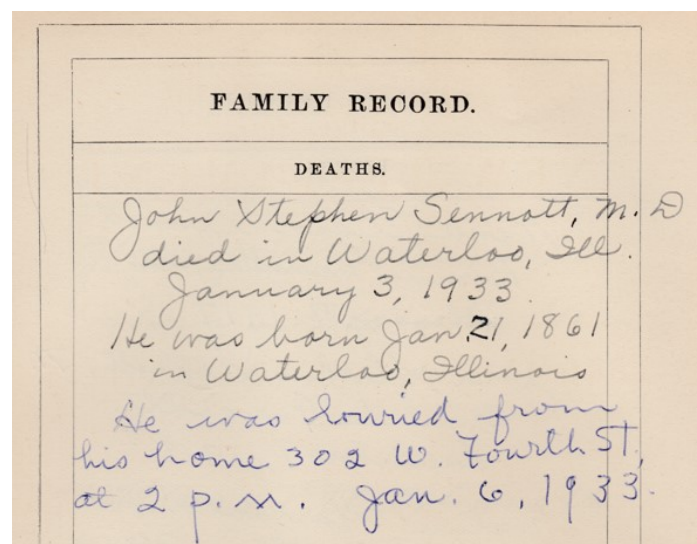 FAMILY RECORD.
DEATHS.
John Stephen Sennott, M. D
died in Waterloo, Ill.
January 3, 1933
He was born Jan. 21, 1861
in Waterloo, Illinois
He was buried from
his home 302 W. Fourth St,
at 2 p.m. Jan. 6, 1933.